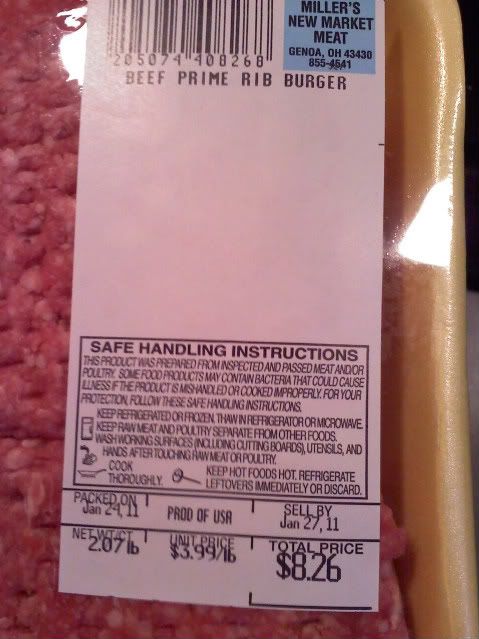 MILLER'S
NEW MARKET
MEAT
GENOA, OH 43430
855-4541
205074 408268
BEEF PRIME RIB BURGER
SAFE HANDLING INSTRUCTIONS
THIS PRODUCT WAS PREPARED FROM INSPECTED AND PASSED MEAT AND/OR
POULTRY. SOME FOOD PRODUCTS MAY CONTAIN BACTERIA THAT COULD CAUSE
ILLNESS IF THE PRODUCT IS MISHANDLED OR COOKED IMPROPERLY. FOR YOUR
PROTECTION, FOLLOW THESE SAFE HANDLING INSTRUCTIONS.
KEEP REFRIGERATED OR FROZEN. THAW IN REFRIGERATOR OR MICROWAVE.
KEEP RAW MEAT AND POULTRY SEPARATE FROM OTHER FOODS.
WASH WORKING SURFACES (INCLUDING CUTTING BOARDS), UTENSILS, AND
HANDS AFTER TOUCHING RAW MEAT OR POULTRY.
COOK
THOROUGHLY.
KEEP HOT FOODS HOT. REFRIGERATE
LEFTOVERS IMMEDIATELY OR DISCARD.
PACKED ON
Jan 24, 11
PROD OF USA
SELL BY
Jan 27, 11
NET WT/CT
2.07 lb
UNIT PRICE
$3.99/lb
TOTAL PRICE
$8.26